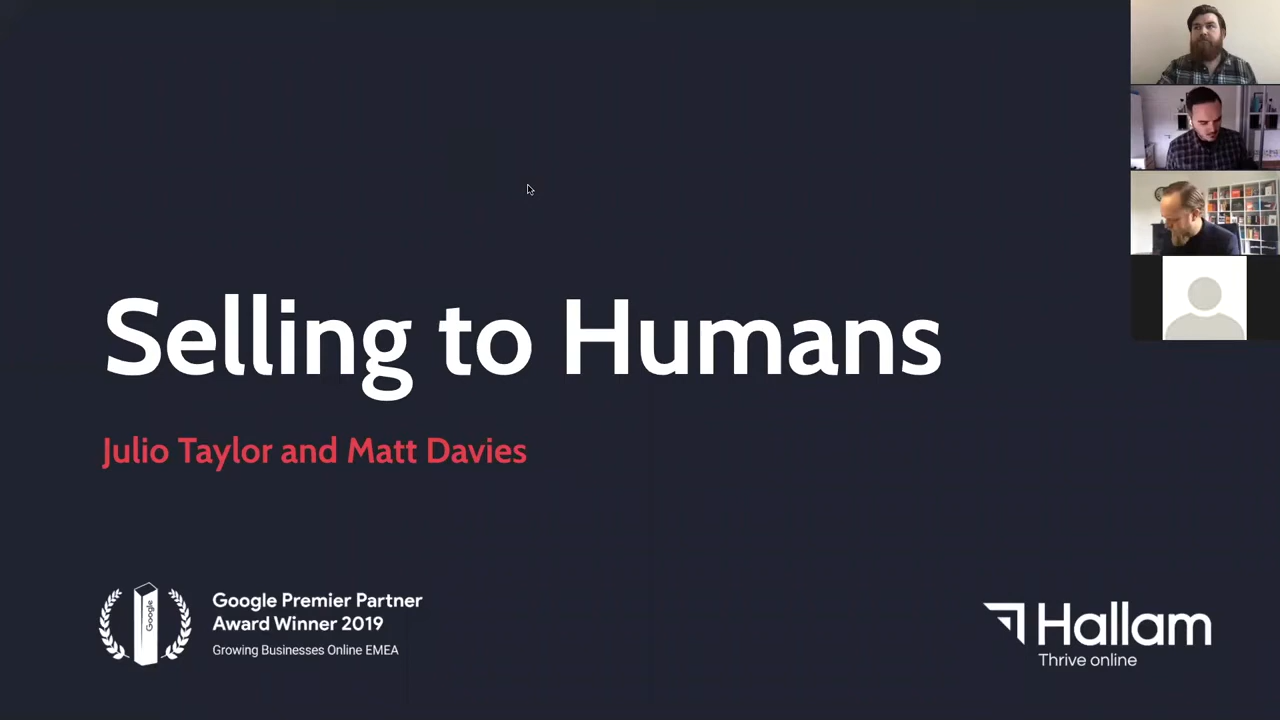 Selling to Humans
Julio Taylor and Matt Davies
Google
Google Premier Partner
Award Winner 2019
Growing Businesses Online EMEA
Hallam
Thrive online